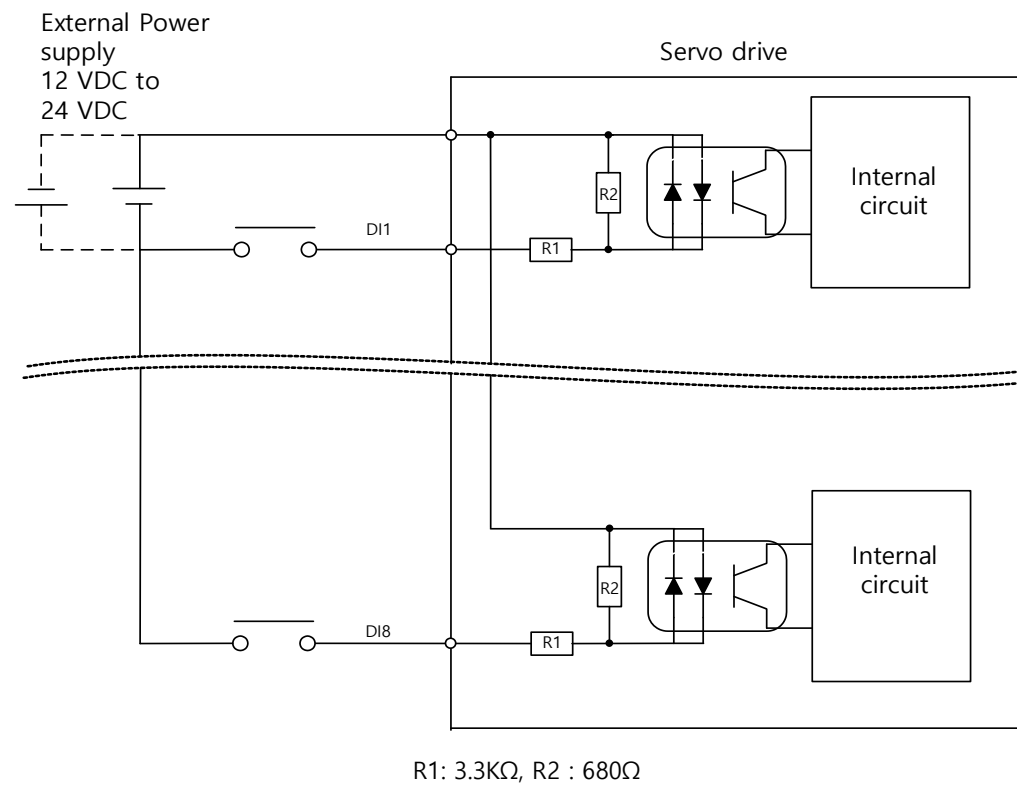 External Power
supply
12 VDC to
24 VDC
Servo drive
R2
Internal
circuit
DI1
R1
R2
Internal
circuit
DI8
R1
R1: 3.3KΩ, R2 : 680Ω